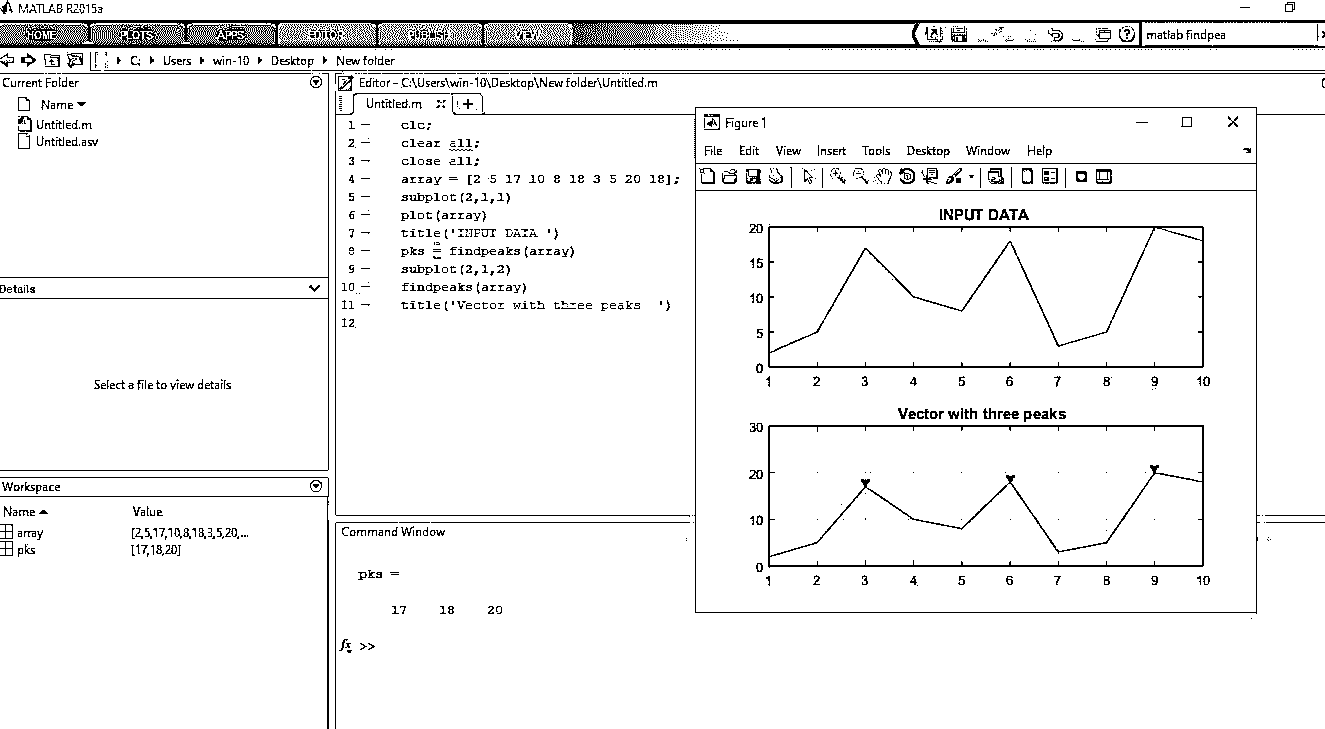 MATLAB R2015a
HOME PLOTS APPS EDITOR PUBLISH VIEW
matlab findpea
C: Users win-10 Desktop New folder
Current Folder
Name
Untitled.m
Untitled.asv
Details
Select a file to view details
Workspace
Name Value
array [2,5,17,10,8,18,3,5,20,...
pks [17,18,20]
Editor - C:\Users\win-10\Desktop\New folder\Untitled.m
Untitled.m
1 clc;
2 clear all;
3 close all;
4 array = [2 5 17 10 8 18 3 5 20 18];
5 subplot(2,1,1)
6 plot(array)
7 title('INPUT DATA ')
8 pks = findpeaks(array)
9 subplot(2,1,2)
10 findpeaks(array)
11 title('Vector with three peaks ')
12
Command Window
pks =
17 18 20
fx >>
Figure 1
File Edit View Insert Tools Desktop Window Help
INPUT DATA
20
15
10
5
0
1 2 3 4 5 6 7 8 9 10
Vector with three peaks
30
20
10
0
1 2 3 4 5 6 7 8 9 10